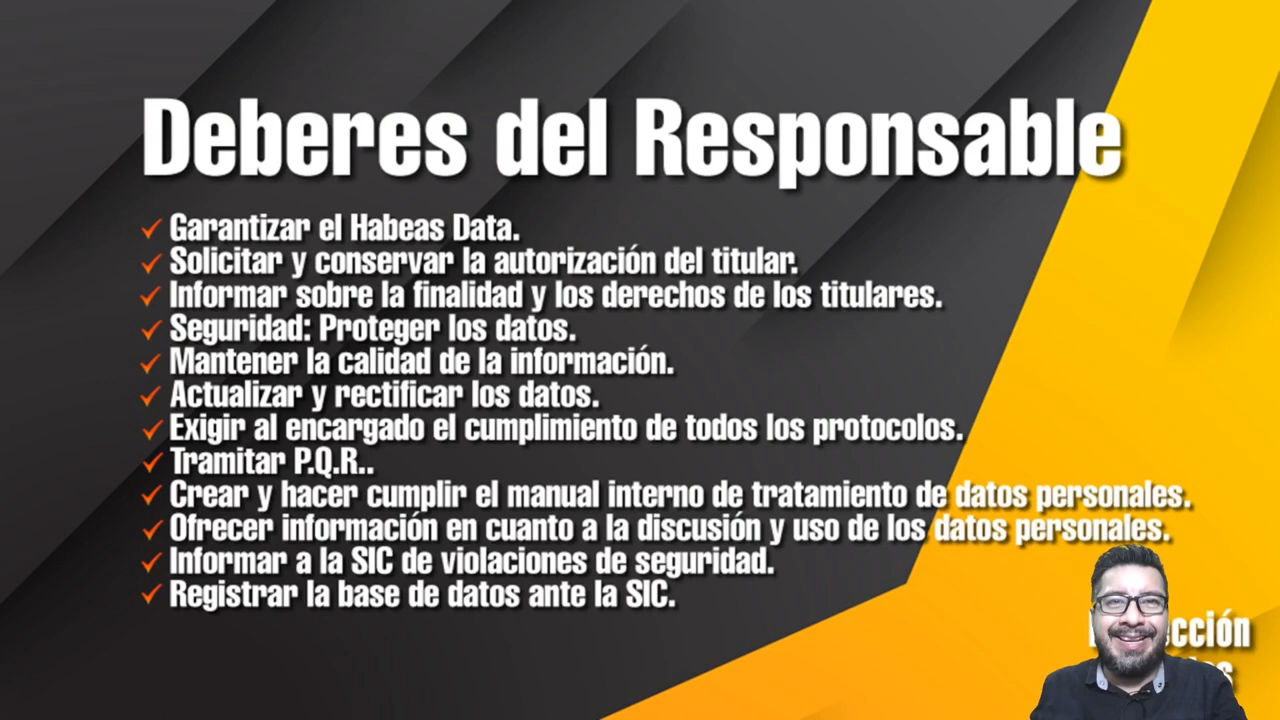 Deberes del Responsable
Garantizar el Habeas Data.
Solicitar y conservar la autorización del titular.
Informar sobre la finalidad y los derechos de los titulares.
Seguridad: Proteger los datos.
Mantener la calidad de la información.
Actualizar y rectificar los datos.
Exigir al encargado el cumplimiento de todos los protocolos.
Tramitar P.Q.R..
Crear y hacer cumplir el manual interno de tratamiento de datos personales.
Ofrecer información en cuanto a la discusión y uso de los datos personales.
Informar a la SIC de violaciones de seguridad.
Registrar la base de datos ante la SIC.